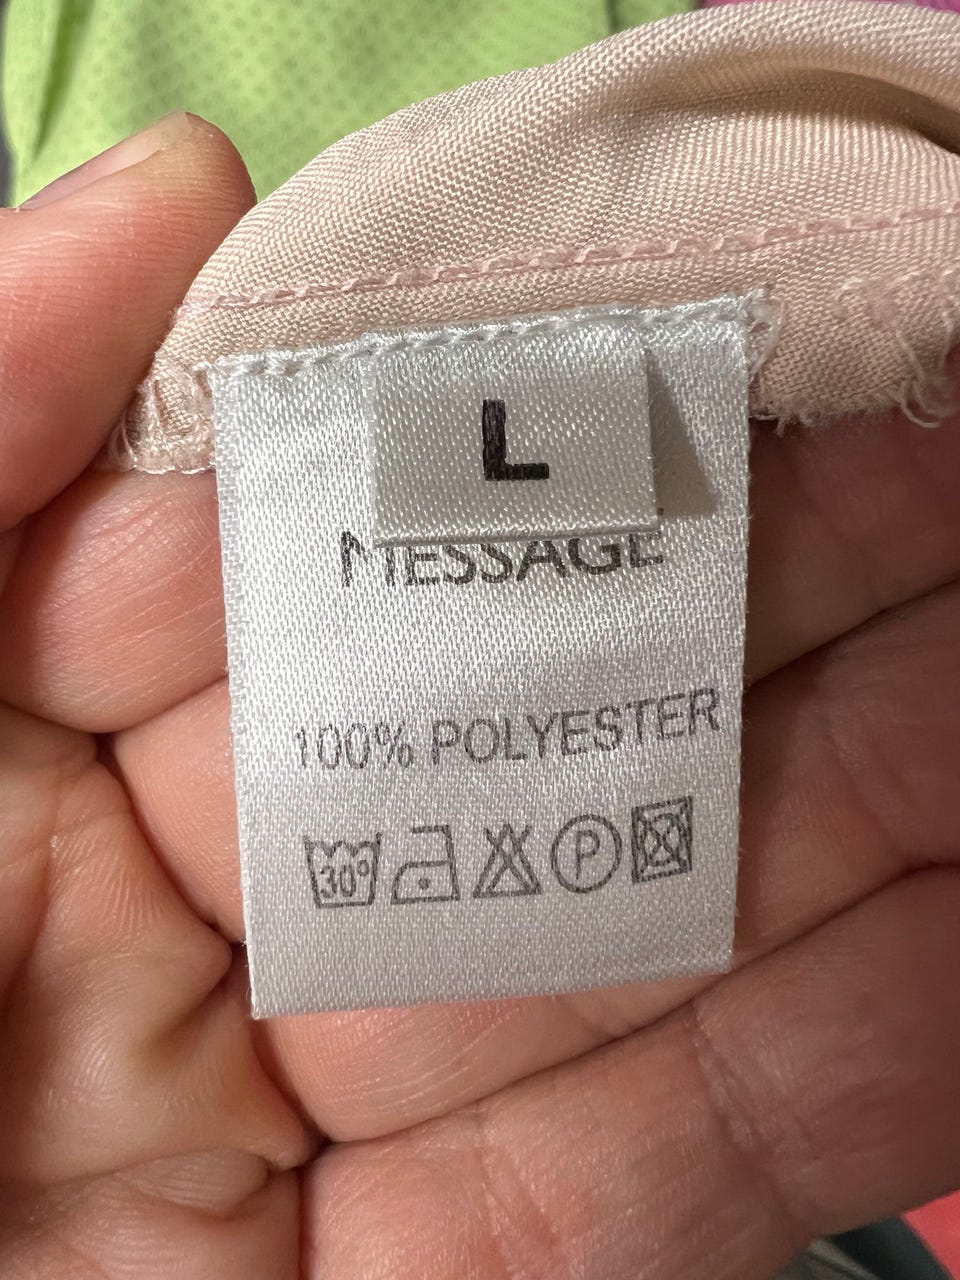 L
MESSAGE
100% POLYESTER
30° P